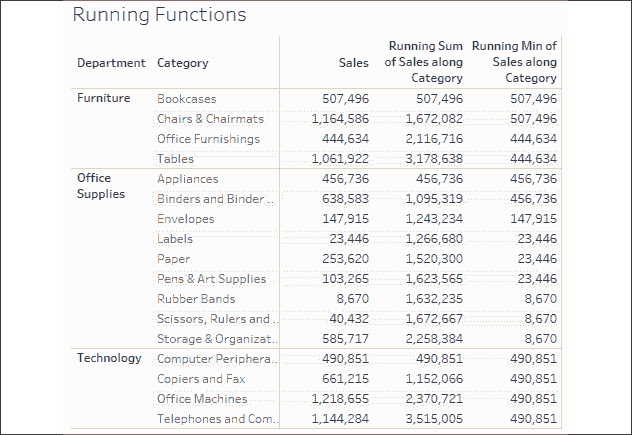 Running Functions
Running Sum Running Min of
Department Category Sales of Sales along Sales along
Category Category
Furniture Bookcases 507,496 507,496 507,496
Chairs & Chairmats 1,164,586 1,672,082 507,496
Office Furnishings 444,634 2,116,716 444,634
Tables 1,061,922 3,178,638 444,634
Office Appliances 456,736 456,736 456,736
Supplies Binders and Binder .. 638,583 1,095,319 456,736
Envelopes 147,915 1,243,234 147,915
Labels 23,446 1,266,680 23,446
Paper 253,620 1,520,300 23,446
Pens & Art Supplies 103,265 1,623,565 23,446
Rubber Bands 8,670 1,632,235 8,670
Scissors, Rulers and .. 40,432 1,672,667 8,670
Storage & Organizat.. 585,717 2,258,384 8,670
Technology Computer Periphera.. 490,851 490,851 490,851
Copiers and Fax 661,215 1,152,066 490,851
Office Machines 1,218,655 2,370,721 490,851
Telephones and Com.. 1,144,284 3,515,005 490,851